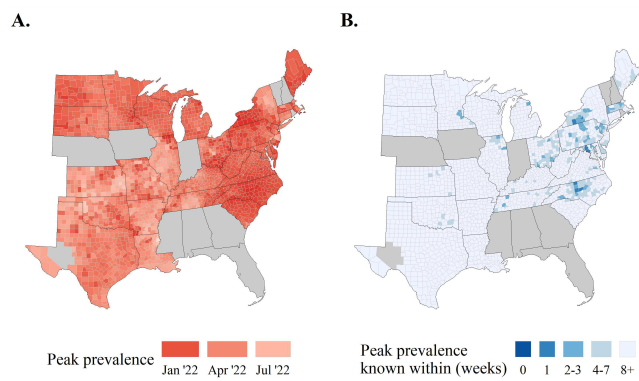 A.
B.
Peak prevalence
Jan '22 Apr '22 Jul '22
Peak prevalence
known within (weeks)
0 1 2-3 4-7 8+